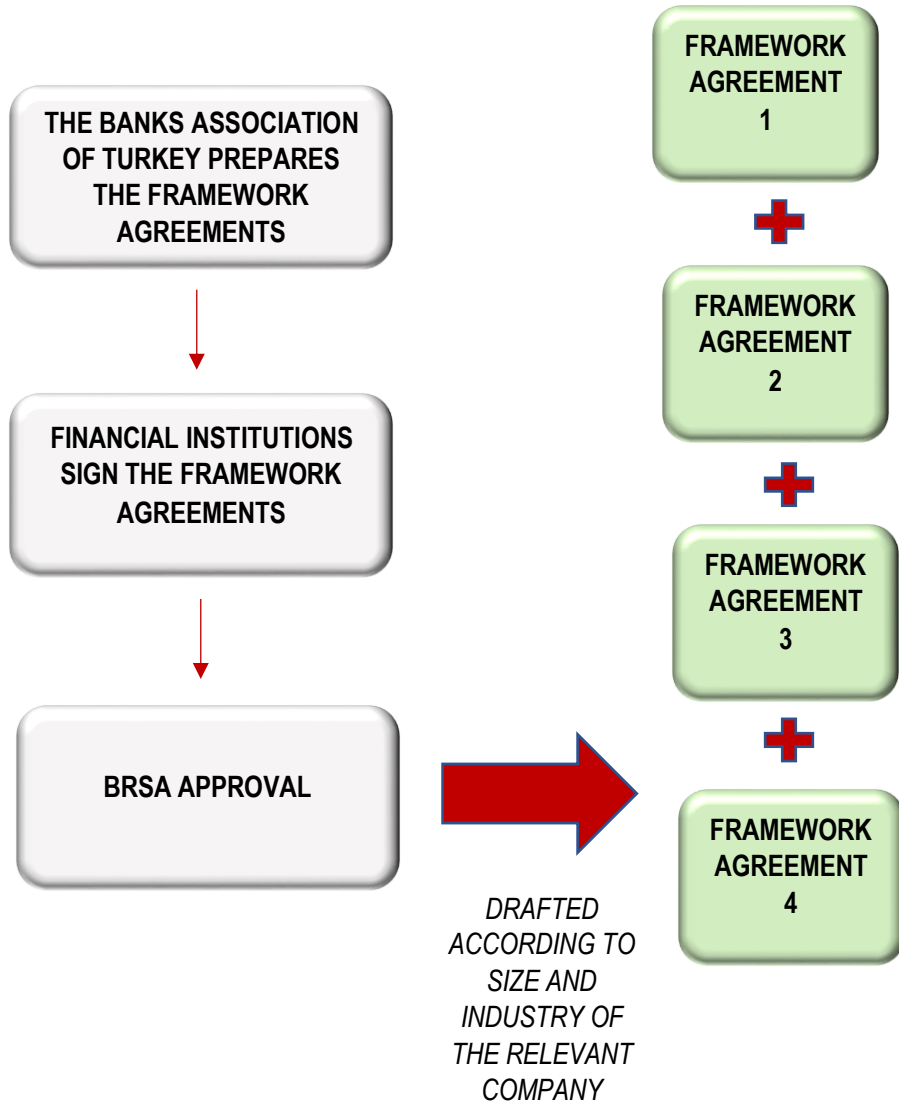 THE BANKS ASSOCIATION
OF TURKEY PREPARES
THE FRAMEWORK
AGREEMENTS
FINANCIAL INSTITUTIONS
SIGN THE FRAMEWORK
AGREEMENTS
BRSA APPROVAL
DRAFTED
ACCORDING TO
SIZE AND
INDUSTRY OF
THE RELEVANT
COMPANY
FRAMEWORK
AGREEMENT
1
FRAMEWORK
AGREEMENT
2
FRAMEWORK
AGREEMENT
3
FRAMEWORK
AGREEMENT
4